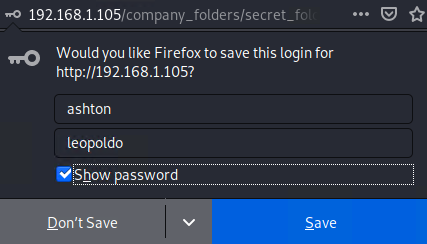 192.168.1.105/company_folders/secret_fol
Would you like Firefox to save this login for
http://192.168.1.105?
ashton
leopoldo
Show password
Don't Save
Save